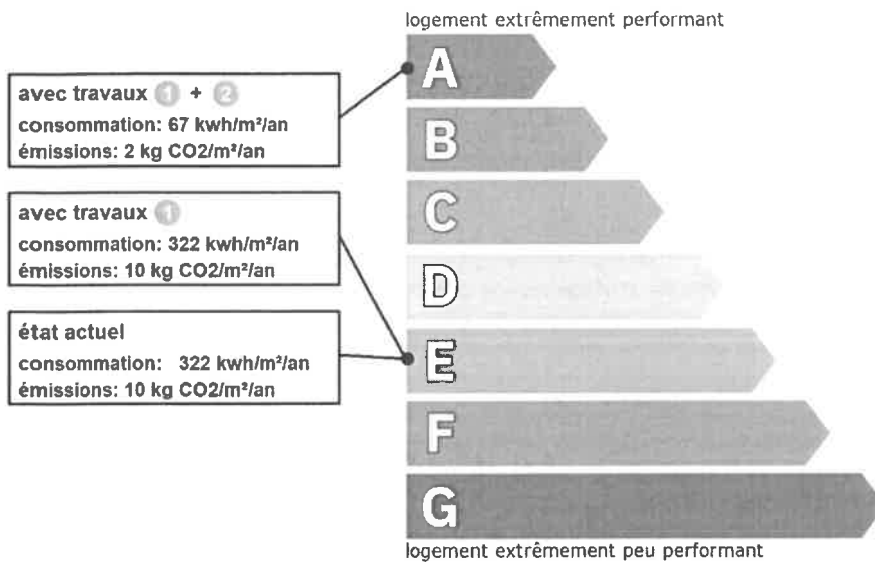 logement extrêmement performant
A
avec travaux 1 + 2
consommation: 67 kwh/m²/an
émissions: 2 kg CO2/m²/an
B
avec travaux 1
consommation: 322 kwh/m²/an
émissions: 10 kg CO2/m²/an
C
D
état actuel
consommation: 322 kwh/m²/an
émissions: 10 kg CO2/m²/an
E
F
G
logement extrêmement peu performant